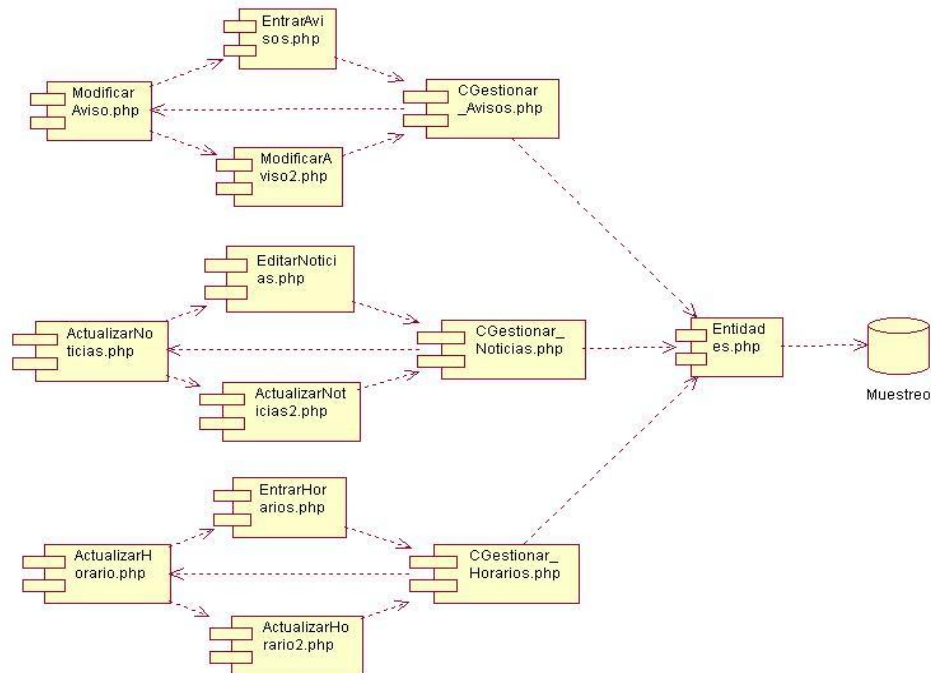 EntrarAvi
sos.php
Modificar
Aviso.php
CGestionar
_Avisos.php
ModificarA
viso2.php
EditarNotici
as.php
ActualizarNo
ticias.php
CGestionar_
Noticias.php
Entidad
es.php
Muestreo
ActualizarNot
icias2.php
EntrarHor
arios.php
ActualizarH
orario.php
CGestionar_
Horarios.php
ActualizarHo
rario2.php